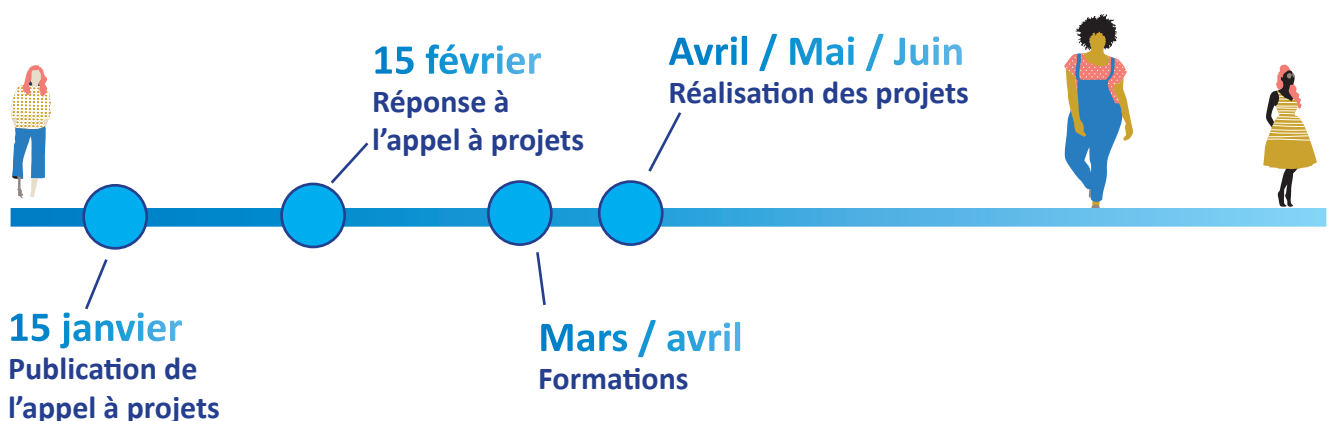 15 janvier
Publication de
l'appel à projets
15 février
Réponse à
l'appel à projets
Mars / avril
Formations
Avril / Mai / Juin
Réalisation des projets